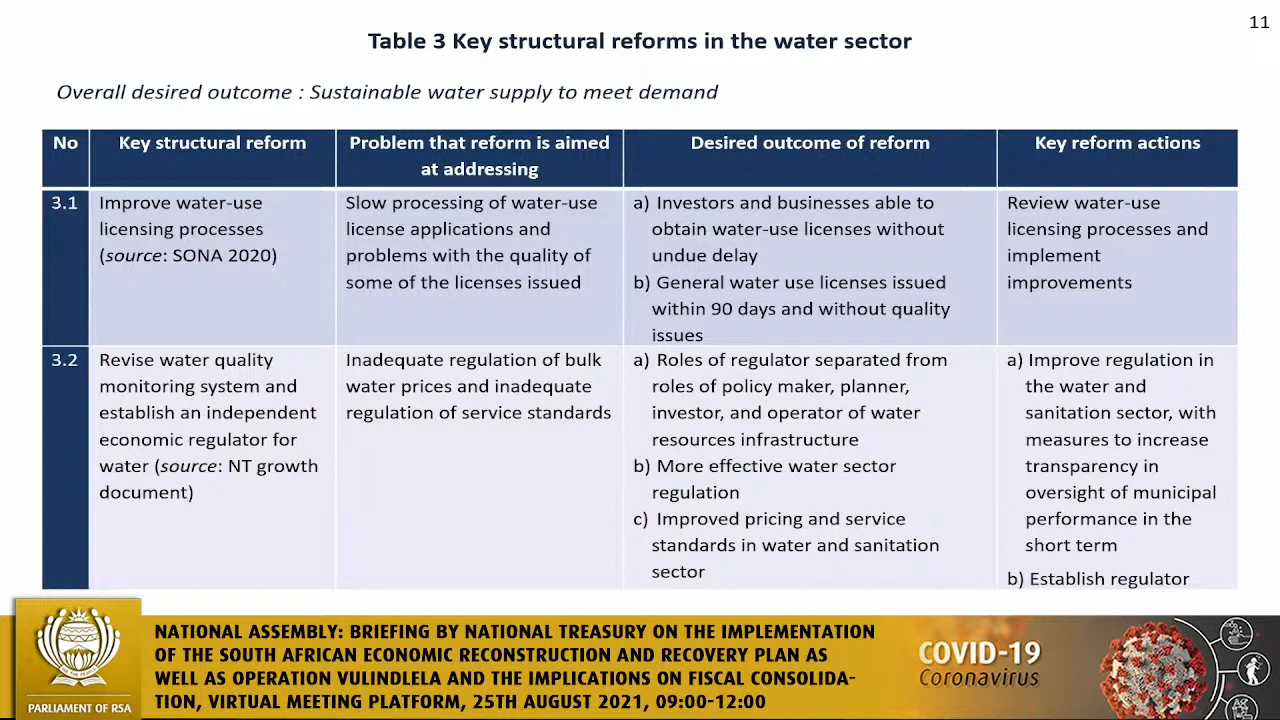 11
Table 3 Key structural reforms in the water sector
Overall desired outcome : Sustainable water supply to meet demand
No
Key structural reform
Problem that reform is aimed
at addressing
Desired outcome of reform
Key reform actions
3.1
Improve water-use
licensing processes
(source: SONA 2020)
Slow processing of water-use
license applications and
problems with the quality of
some of the licenses issued
a) Investors and businesses able to
obtain water-use licenses without
undue delay
b) General water use licenses issued
within 90 days and without quality
issues
Review water-use
licensing processes and
implement
improvements
3.2
Revise water quality
monitoring system and
establish an independent
economic regulator for
water (source: NT growth
document)
Inadequate regulation of bulk
water prices and inadequate
regulation of service standards
a) Roles of regulator separated from
roles of policy maker, planner,
investor, and operator of water
resources infrastructure
b) More effective water sector
regulation
c) Improved pricing and service
standards in water and sanitation
sector
a) Improve regulation in
the water and
sanitation sector, with
measures to increase
transparency in
oversight of municipal
performance in the
short term
b) Establish regulator
PARLIAMENT OF RSA
NATIONAL ASSEMBLY: BRIEFING BY NATIONAL TREASURY ON THE IMPLEMENTATION
OF THE SOUTH AFRICAN ECONOMIC RECONSTRUCTION AND RECOVERY PLAN AS
WELL AS OPERATION VULINDLELA AND THE IMPLICATIONS ON FISCAL CONSOLIDA-
TION, VIRTUAL MEETING PLATFORM, 25TH AUGUST 2021, 09:00-12:00
COVID-19
Coronavirus